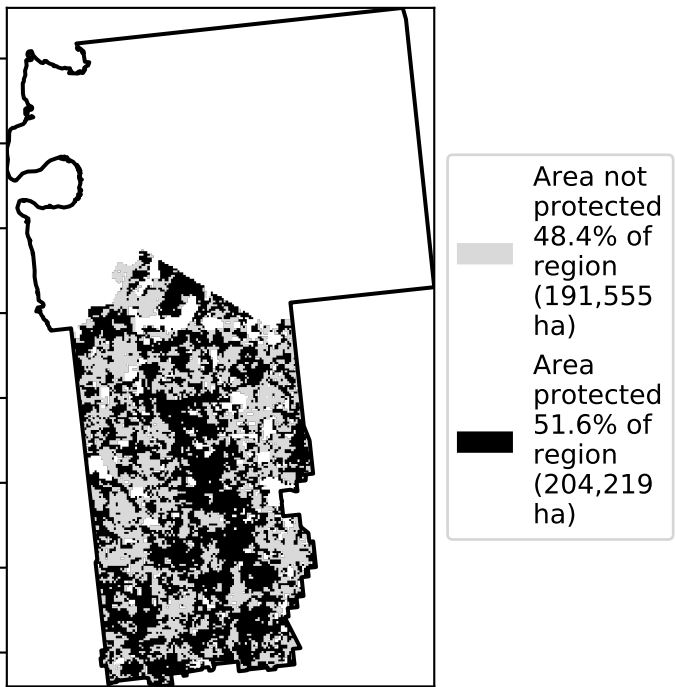 Area not
protected
48.4% of
region
(191,555
ha)
Area
protected
51.6% of
region
(204,219
ha)